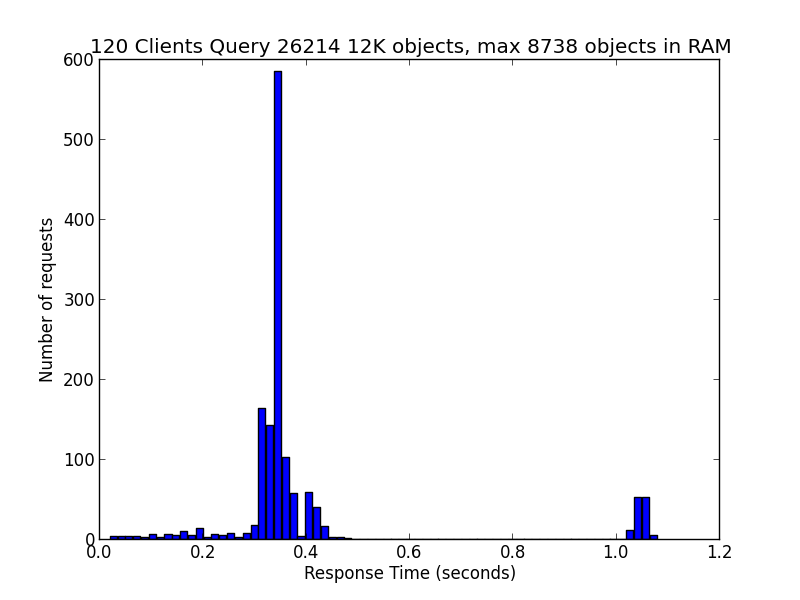 120 Clients Query 26214 12K objects, max 8738 objects in RAM
600
500
400
300
200
100
0
Number of requests
0.0 0.2 0.4 0.6 0.8 1.0 1.2
Response Time (seconds)